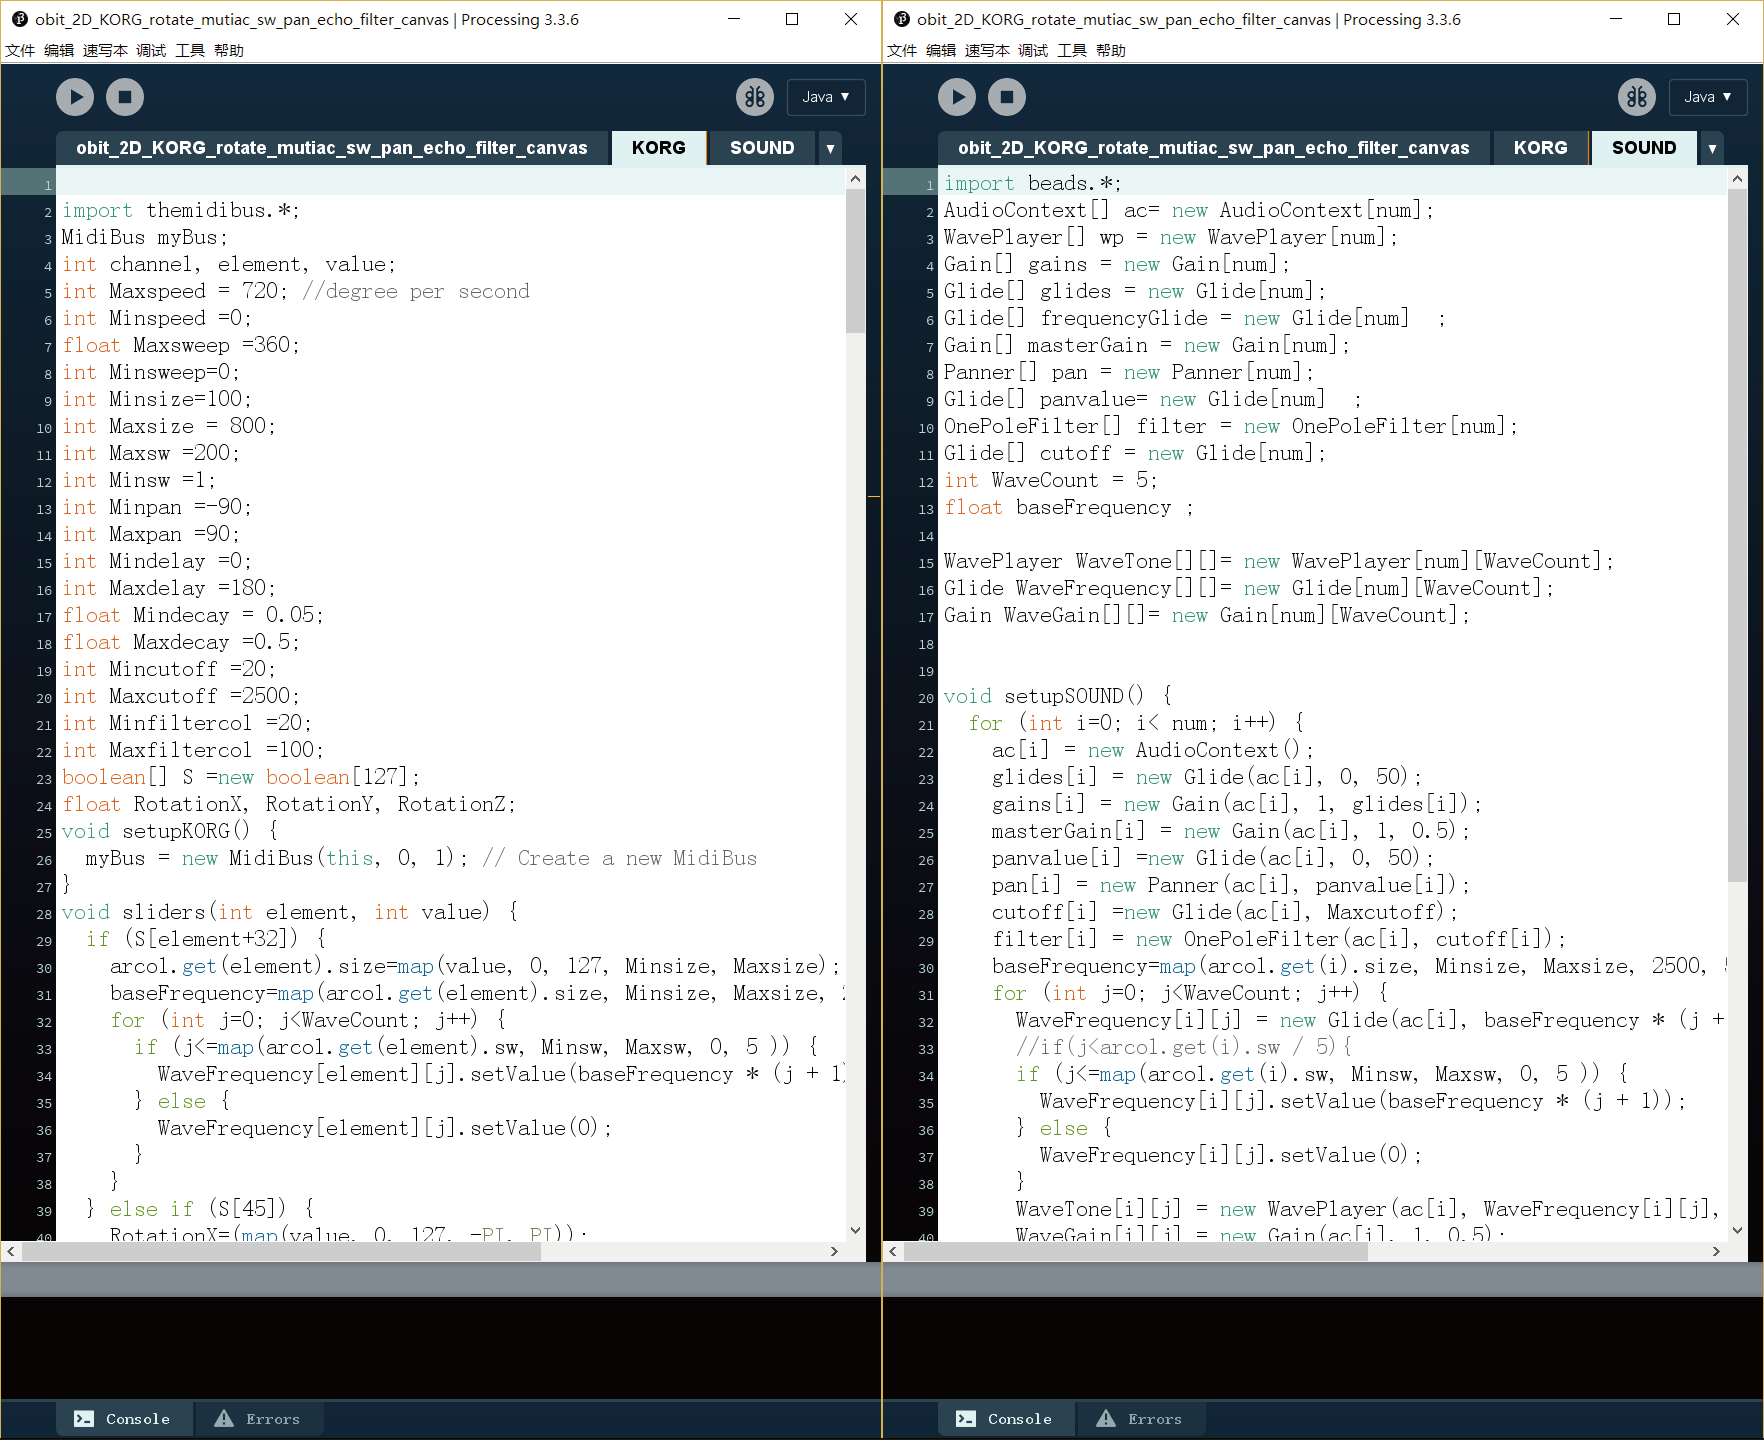 obit_2D_KORG_rotate_mutiac_sw_pan_echo_filter_canvas | Processing 3.3.6
文件 编辑 速写本 调试 工具 帮助
Java ▼
obit_2D_KORG_rotate_mutiac_sw_pan_echo_filter_canvas KORG SOUND ▼
1
2 import themidibus.*;
3 MidiBus myBus;
4 int channel, element, value;
5 int Maxspeed = 720; //degree per second
6 int Minspeed =0;
7 float Maxsweep =360;
8 int Minsweep=0;
9 int Minsize=100;
10 int Maxsize = 800;
11 int Maxsw =200;
12 int Minsw =1;
13 int Minpan =-90;
14 int Maxpan =90;
15 int Mindelay =0;
16 int Maxdelay =180;
17 float Mindecay = 0.05;
18 float Maxdecay =0.5;
19 int Mincutoff =20;
20 int Maxcutoff =2500;
21 int Minfiltercol =20;
22 int Maxfiltercol =100;
23 boolean[] S =new boolean[127];
24 float RotationX, RotationY, RotationZ;
25 void setupKORG() {
26 myBus = new MidiBus(this, 0, 1); // Create a new MidiBus
27 }
28 void sliders(int element, int value) {
29 if (S[element+32]) {
30 arcol.get(element).size=map(value, 0, 127, Minsize, Maxsize);
31 baseFrequency=map(arcol.get(element).size, Minsize, Maxsize,
32 for (int j=0; j<WaveCount; j++) {
33 if (j<=map(arcol.get(element).sw, Minsw, Maxsw, 0, 5 )) {
34 WaveFrequency[element][j].setValue(baseFrequency * (j + 1)
35 } else {
36 WaveFrequency[element][j].setValue(0);
37 }
38 }
39 } else if (S[45]) {
40 RotationX=(map(value, 0, 127, -PI, PI));
Console Errors
obit_2D_KORG_rotate_mutiac_sw_pan_echo_filter_canvas | Processing 3.3.6
文件 编辑 速写本 调试 工具 帮助
Java ▼
obit_2D_KORG_rotate_mutiac_sw_pan_echo_filter_canvas KORG SOUND ▼
1 import beads.*;
2 AudioContext[] ac= new AudioContext[num];
3 WavePlayer[] wp = new WavePlayer[num];
4 Gain[] gains = new Gain[num];
5 Glide[] glides = new Glide[num];
6 Glide[] frequencyGlide = new Glide[num] ;
7 Gain[] masterGain = new Gain[num];
8 Panner[] pan = new Panner[num];
9 Glide[] panvalue= new Glide[num] ;
10 OnePoleFilter[] filter = new OnePoleFilter[num];
11 Glide[] cutoff = new Glide[num];
12 int WaveCount = 5;
13 float baseFrequency ;
14
15 WavePlayer WaveTone[][]= new WavePlayer[num][WaveCount];
16 Glide WaveFrequency[][]= new Glide[num][WaveCount];
17 Gain WaveGain[][]= new Gain[num][WaveCount];
18
19
20 void setupSOUND() {
21 for (int i=0; i< num; i++) {
22 ac[i] = new AudioContext();
23 glides[i] = new Glide(ac[i], 0, 50);
24 gains[i] = new Gain(ac[i], 1, glides[i]);
25 masterGain[i] = new Gain(ac[i], 1, 0.5);
26 panvalue[i] =new Glide(ac[i], 0, 50);
27 pan[i] = new Panner(ac[i], panvalue[i]);
28 cutoff[i] =new Glide(ac[i], Maxcutoff);
29 filter[i] = new OnePoleFilter(ac[i], cutoff[i]);
30 baseFrequency=map(arcol.get(i).size, Minsize, Maxsize, 2500,
31 for (int j=0; j<WaveCount; j++) {
32 WaveFrequency[i][j] = new Glide(ac[i], baseFrequency * (j +
33 //if(j<arcol.get(i).sw / 5){
34 if (j<=map(arcol.get(i).sw, Minsw, Maxsw, 0, 5 )) {
35 WaveFrequency[i][j].setValue(baseFrequency * (j + 1));
36 } else {
37 WaveFrequency[i][j].setValue(0);
38 }
39 WaveTone[i][j] = new WavePlayer(ac[i], WaveFrequency[i][j],
40 WaveGain[i][j] = new Gain(ac[i], 1, 0.5);
Console Errors